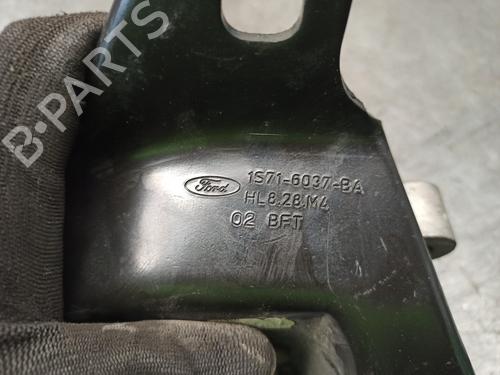 B-PARTS
Ford 1S71-6037-BA
HL8.28.M4
02 BFT